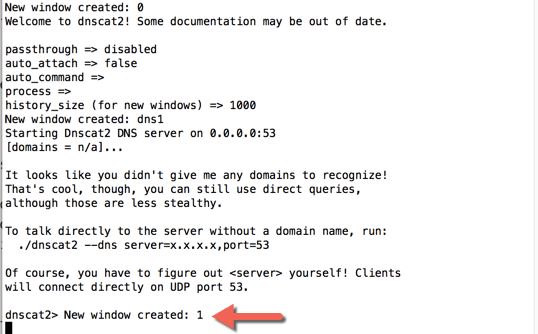 New window created: 0
Welcome to dnscat2! Some documentation may be out of date.
passthrough => disabled
auto_attach => false
auto_command =>
process =>
history_size (for new windows) => 1000
New window created: dns1
Starting Dnscat2 DNS server on 0.0.0.0:53
[domains = n/a]...
It looks like you didn't give me any domains to recognize!
That's cool, though, you can still use direct queries,
although those are less stealthy.
To talk directly to the server without a domain name, run:
./dnscat2 --dns server=x.x.x.x,port=53
Of course, you have to figure out <server> yourself! Clients
will connect directly on UDP port 53.
dnscat2> New window created: 1